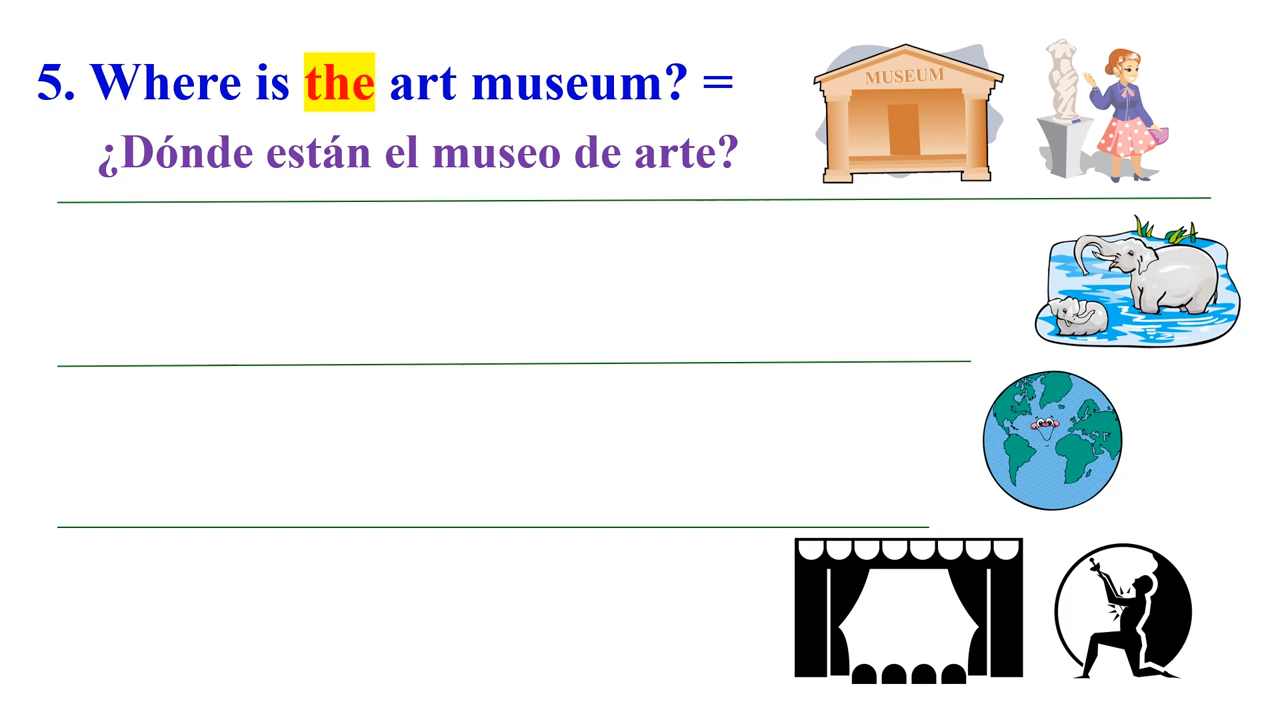 5. Where is the art museum? =
¿Dónde están el museo de arte?
MUSEUM